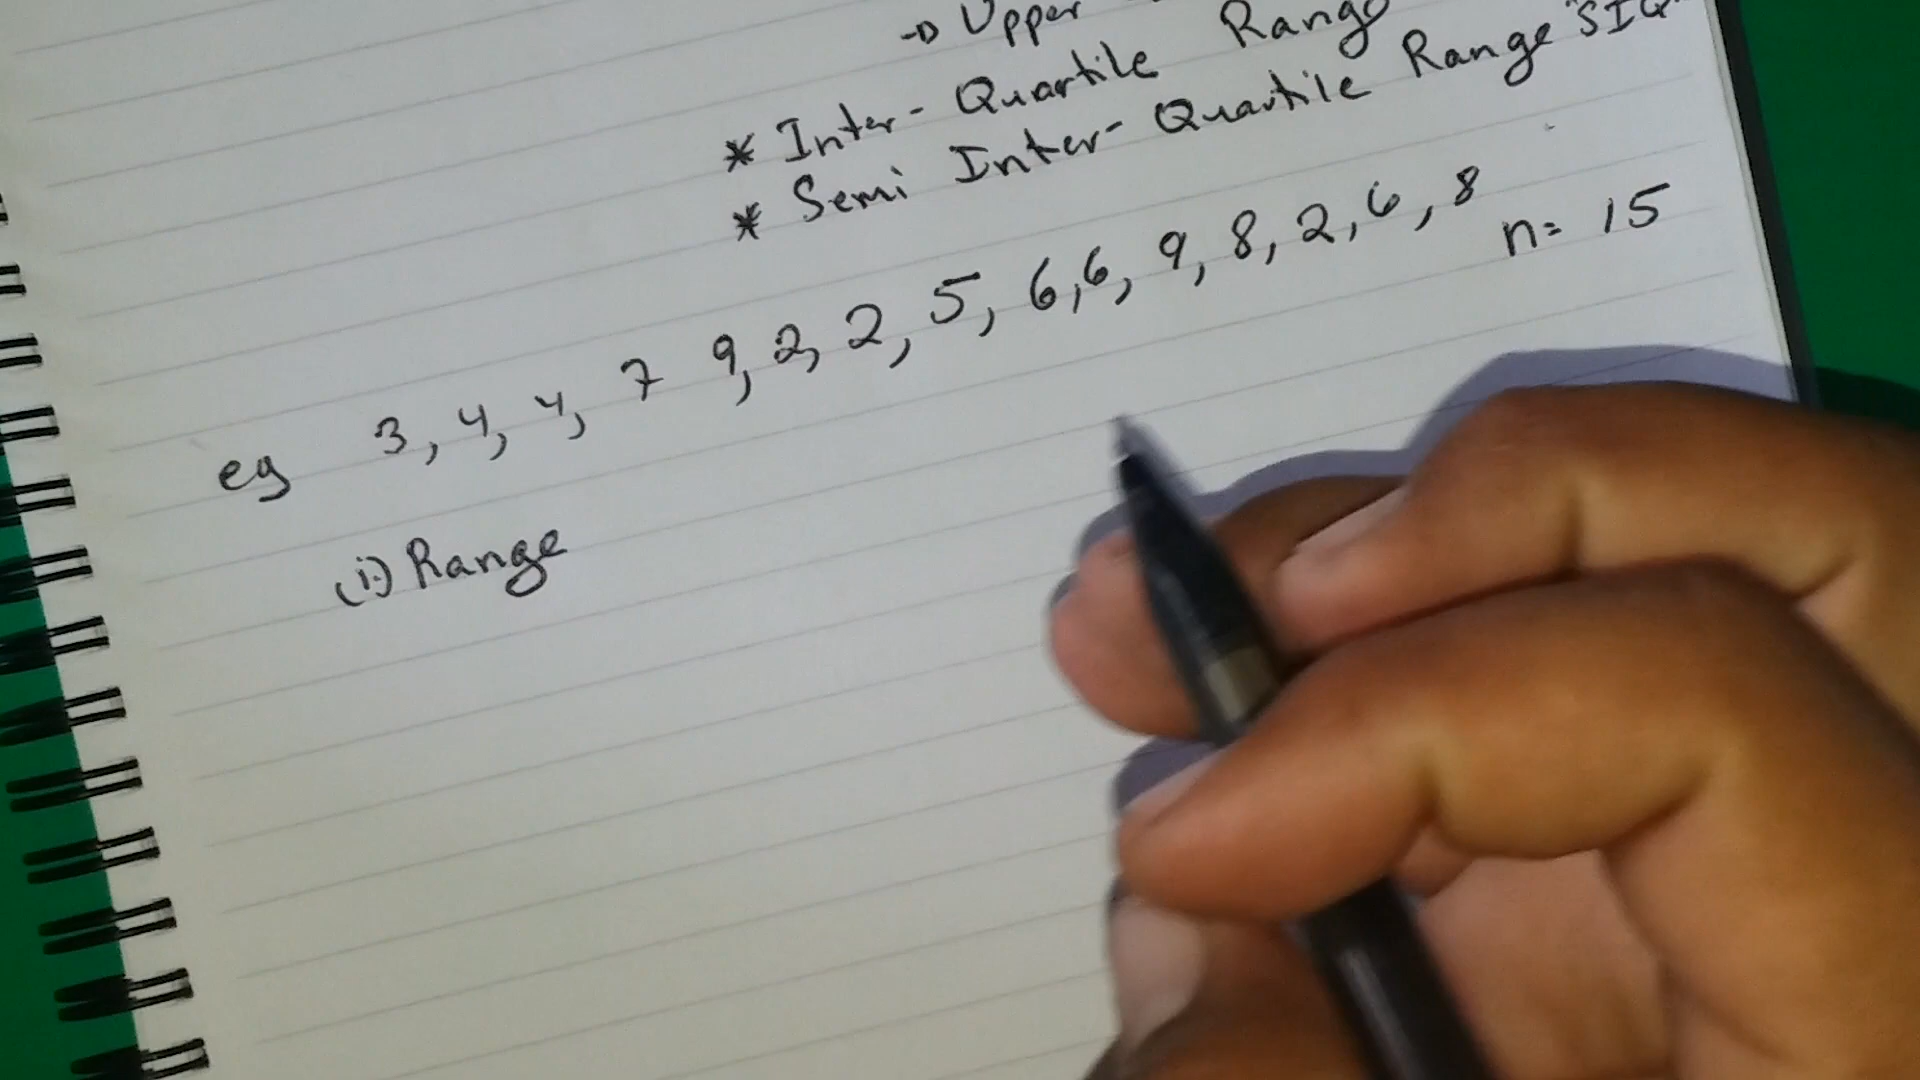 → Upper
* Inter-Quartile Range
* Semi Inter-Quartile Range "SIQ
eg 3, 4, 4, 7 9, 2, 2, 5, 6, 6, 9, 8, 2, 6, 8 n= 15
(i.) Range